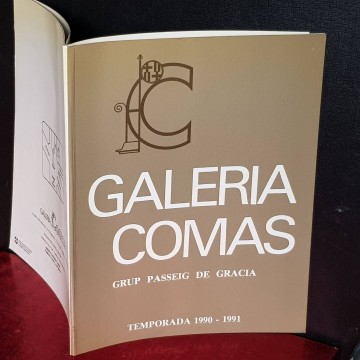 GALERIA
COMAS
GRUP PASSEIG DE GRACIA
TEMPORADA 1990 - 1991